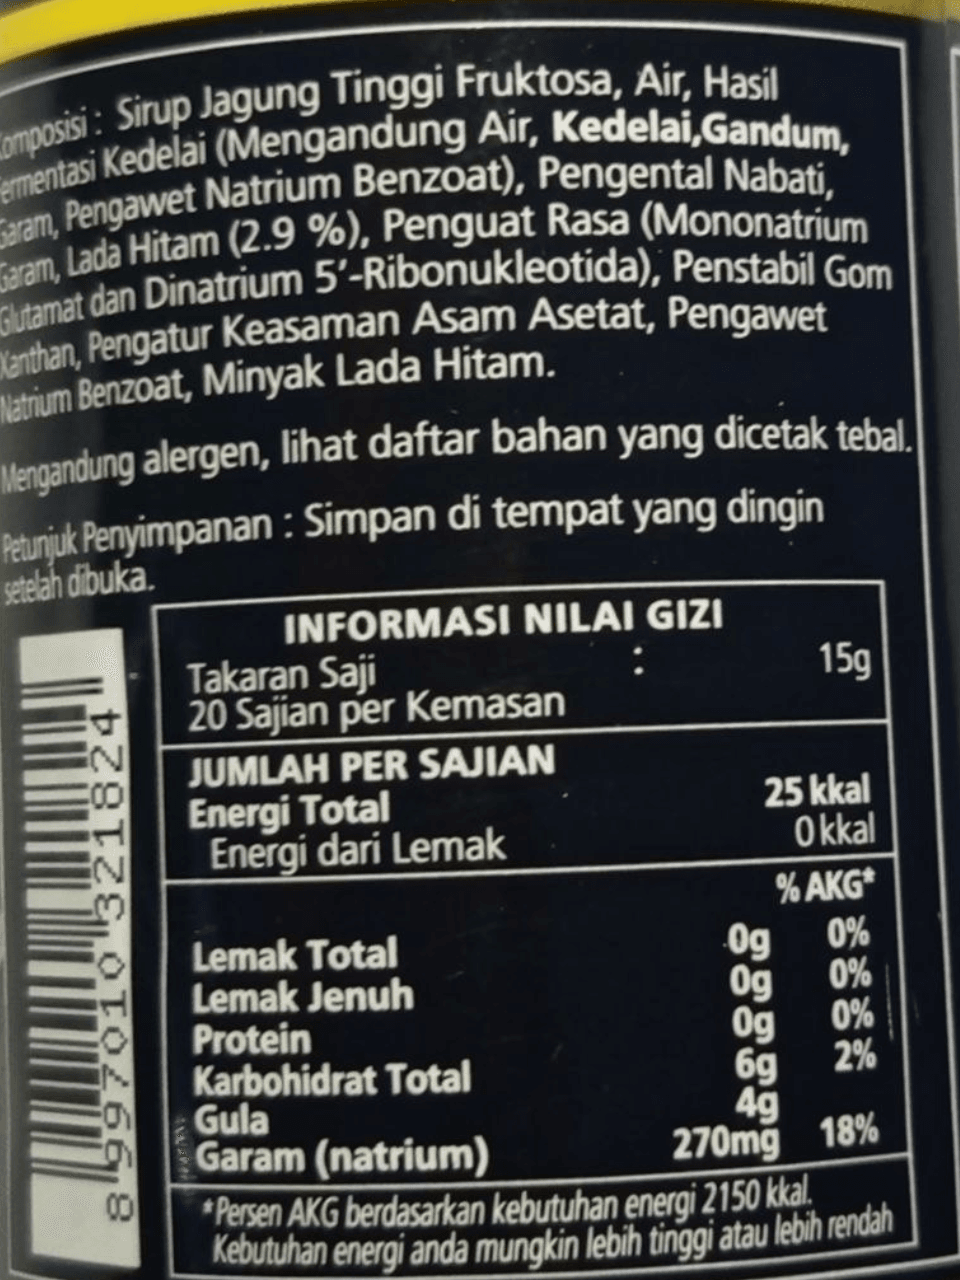 Komposisi : Sirup Jagung Tinggi Fruktosa, Air, Hasil
Fermentasi Kedelai (Mengandung Air, Kedelai,Gandum,
Garam, Pengawet Natrium Benzoat), Pengental Nabati,
Garam, Lada Hitam (2.9 %), Penguat Rasa (Mononatrium
Glutamat dan Dinatrium 5'-Ribonukleotida), Penstabil Gom
Xanthan, Pengatur Keasaman Asam Asetat, Pengawet
Natrium Benzoat, Minyak Lada Hitam.
Mengandung alergen, lihat daftar bahan yang dicetak tebal.
Petunjuk Penyimpanan : Simpan di tempat yang dingin
setelah dibuka.
INFORMASI NILAI GIZI
Takaran Saji : 15g
20 Sajian per Kemasan
JUMLAH PER SAJIAN
Energi Total 25 kkal
Energi dari Lemak 0 kkal
% AKG*
Lemak Total 0g 0%
Lemak Jenuh 0g 0%
Protein 0g 0%
Karbohidrat Total 6g 2%
Gula 4g
Garam (natrium) 270mg 18%
*Persen AKG berdasarkan kebutuhan energi 2150 kkal.
Kebutuhan energi anda mungkin lebih tinggi atau lebih rendah
8 997010 321824